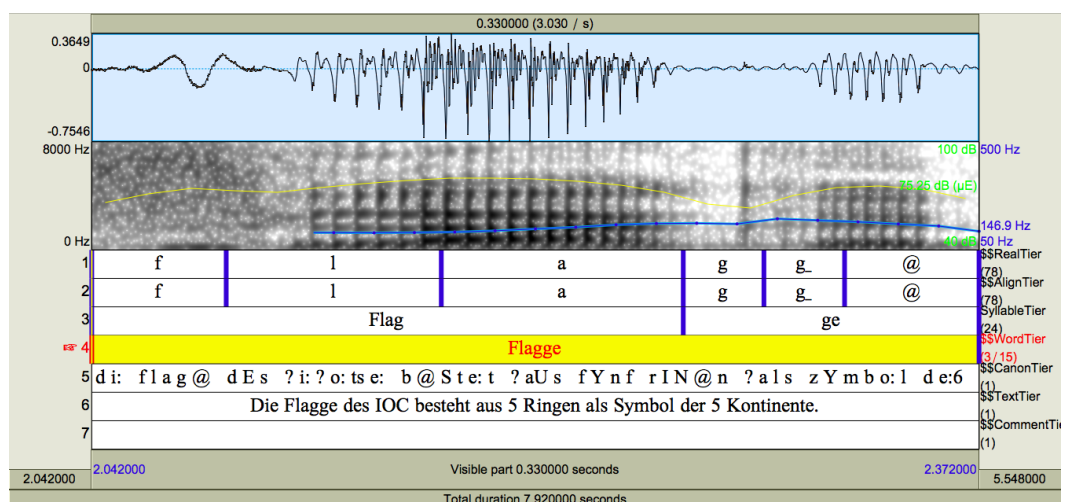 0.330000 (3.030 / s)
0.3649
0
-0.7546
8000 Hz 100 dB 500 Hz
75.25 dB (µE)
146.9 Hz
0 Hz 40 dB 50 Hz
1 f l a g g_ @ $$RealTier (78)
2 f l a g g_ @ $$AlignTier (78)
3 Flag ge SyllableTier (24)
☞ 4 Flagge $$WordTier (3 / 15)
5 di: flag@ dEs ?i:?o:tse: b@Ste:t ?aUs fYnf rIN@n ?als zYmbo:l de:6 $$CanonTier (1)
6 Die Flagge des IOC besteht aus 5 Ringen als Symbol der 5 Kontinente. $$TextTier (1)
7 $$CommentTie (1)
2.042000 2.042000 Visible part 0.330000 seconds 2.372000 5.548000
Total duration 7.920000 seconds